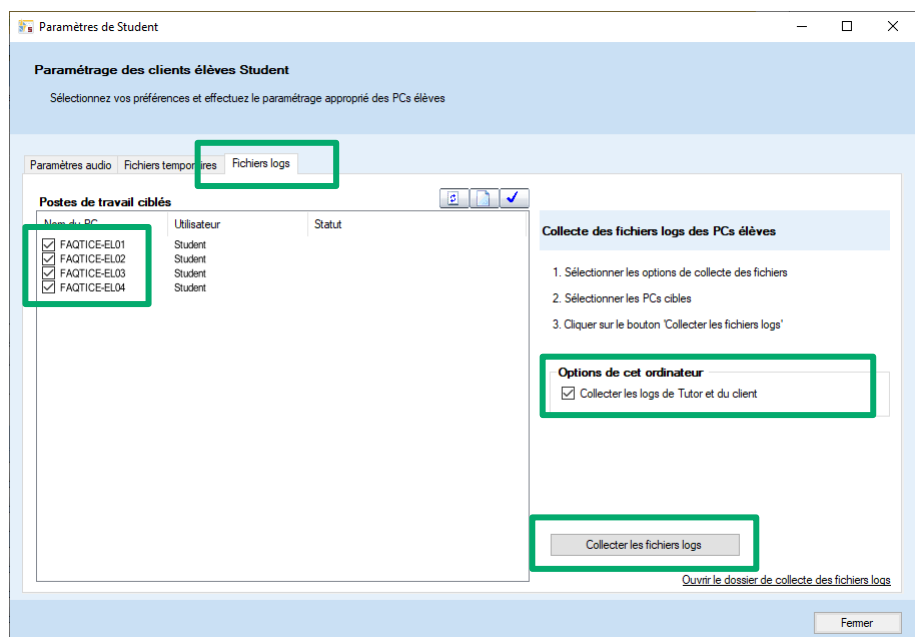 Paramètres de Student
Paramétrage des clients élèves Student
Sélectionnez vos préférences et effectuez le paramétrage approprié des PCs élèves
Paramètres audio Fichiers temporaires Fichiers logs
Postes de travail ciblés
Nom du PC Utilisateur Statut
FAQTICE-EL01 Student
FAQTICE-EL02 Student
FAQTICE-EL03 Student
FAQTICE-EL04 Student
Collecte des fichiers logs des PCs élèves
1. Sélectionner les options de collecte des fichiers
2. Sélectionner les PCs cibles
3. Cliquer sur le bouton 'Collecter les fichiers logs'
Options de cet ordinateur
Collecter les logs de Tutor et du client
Collecter les fichiers logs
Ouvrir le dossier de collecte des fichiers logs
Fermer